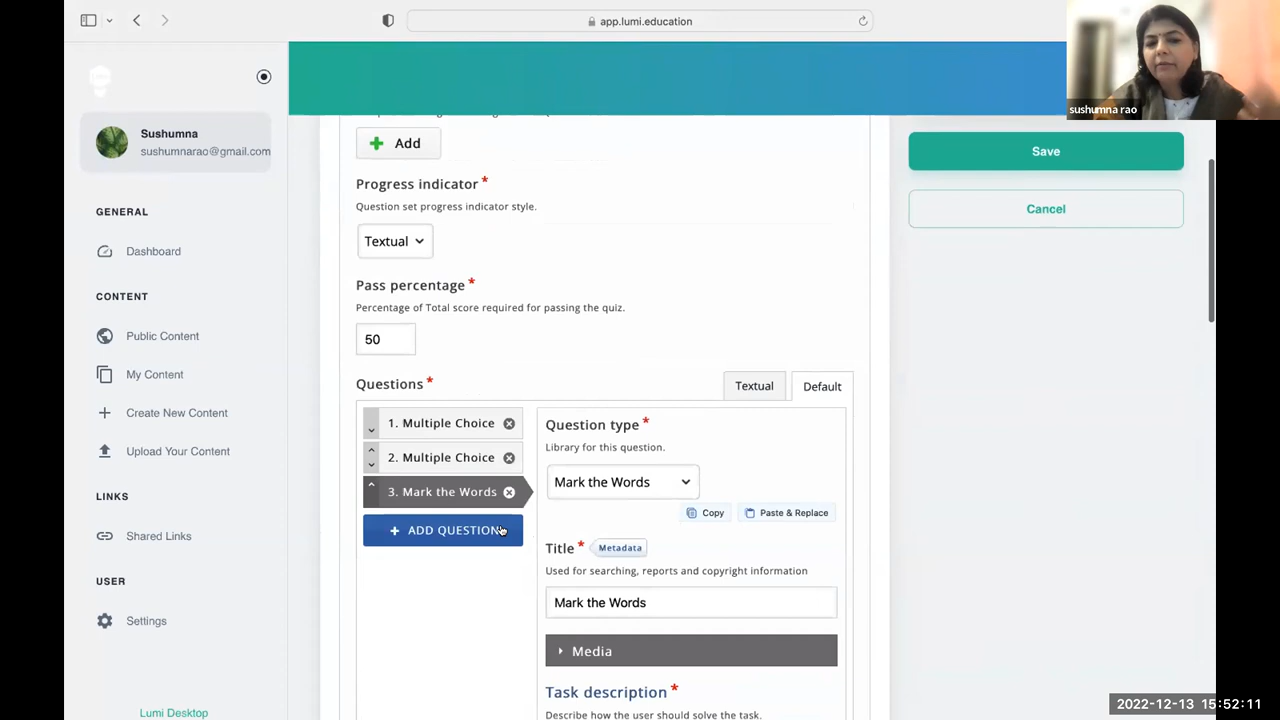 app.lumi.education
sushumna rao
Sushumna
sushumnarao@gmail.com
GENERAL
Dashboard
CONTENT
Public Content
My Content
Create New Content
Upload Your Content
LINKS
Shared Links
USER
Settings
Lumi Desktop
Add
Progress indicator*
Question set progress indicator style.
Textual
Pass percentage*
Percentage of Total score required for passing the quiz.
50
Questions*
Textual
Default
1. Multiple Choice
2. Multiple Choice
3. Mark the Words
+ ADD QUESTION
Question type*
Library for this question.
Mark the Words
Copy
Paste & Replace
Title* Metadata
Used for searching, reports and copyright information
Mark the Words
Media
Task description*
Describe how the user should solve the task.
Save
Cancel
2022-12-13 15:52:11